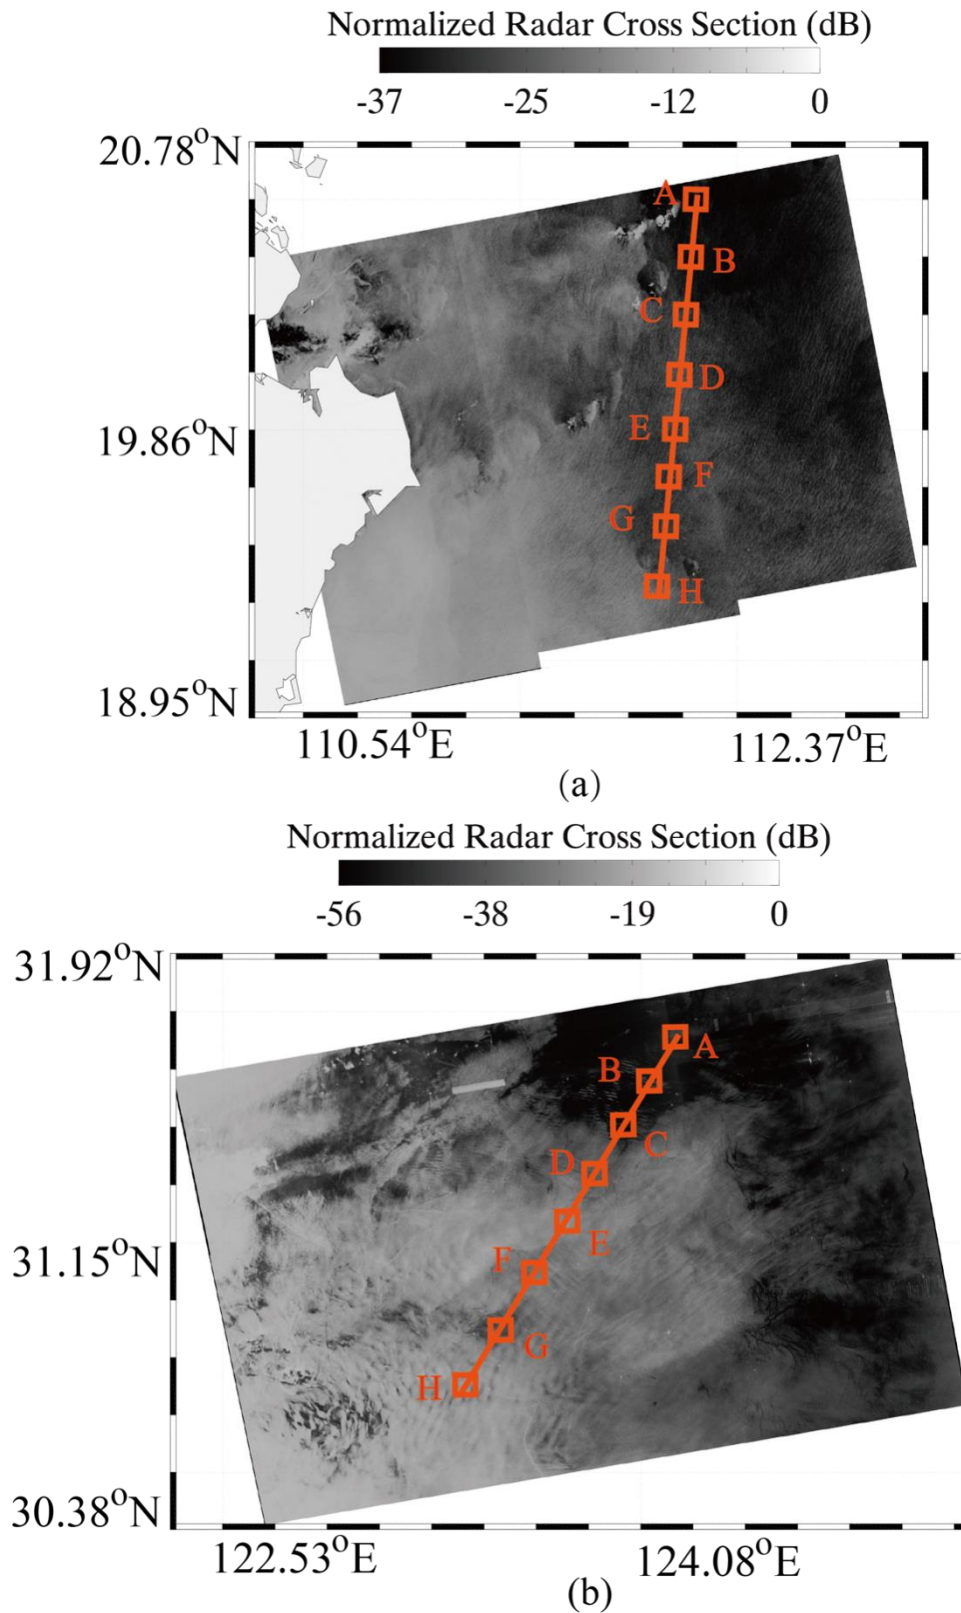 Normalized Radar Cross Section (dB)
-37 -25 -12 0
20.78°N
A
B
C
D
19.86°N
E
F
G
H
18.95°N
110.54°E 112.37°E
(a)
Normalized Radar Cross Section (dB)
-56 -38 -19 0
31.92°N
A
B
C
D
E
31.15°N
F
G
H
30.38°N
122.53°E 124.08°E
(b)